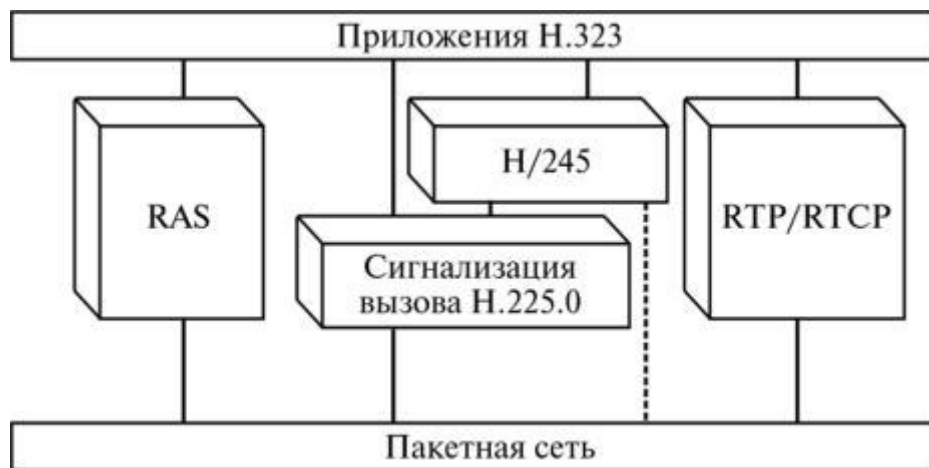 Приложения H.323
H/245
RAS
RTP/RTCP
Сигнализация
вызова H.225.0
Пакетная сеть